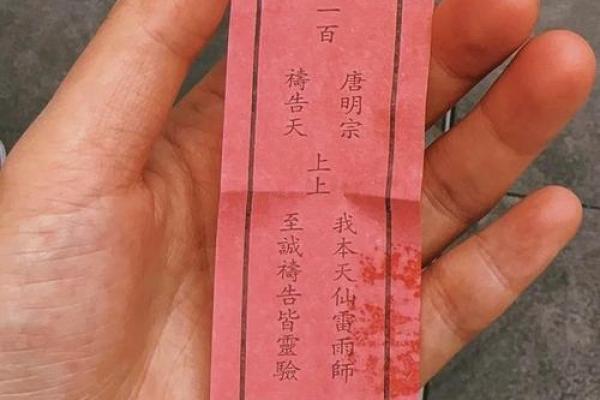 一百
唐明宗
禱告天
上上
我本天仙雷雨師
至誠禱告皆靈驗